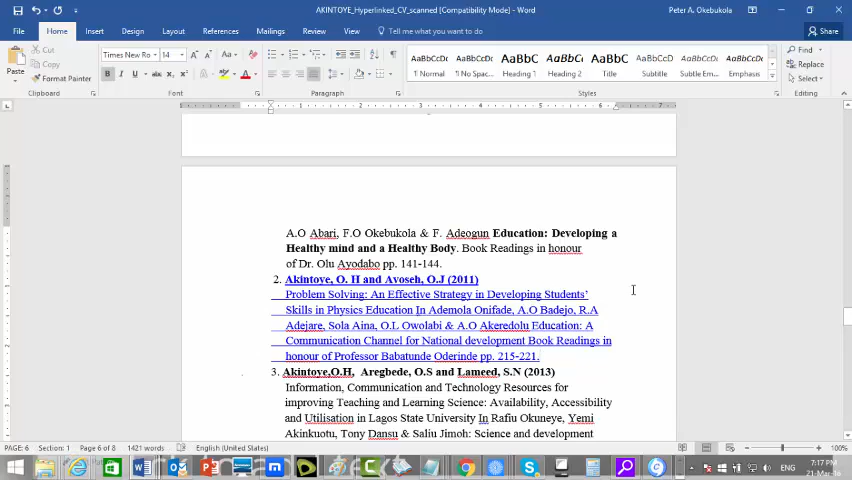 AKINTOYE_Hyperlinked_CV_scanned [Compatibility Mode] - Word
Peter A. Okebukola
File Home Insert Design Layout References Mailings Review View Tell me what you want to do Share
Paste Cut Copy Format Painter
Clipboard
Times New Ro 14
Font
Paragraph
AaBbCcDc AaBbCcDc AaBbCc AaBbCc AaBbCc AaBbCcDc AaBbCcDc AaBbCcDc
¶ Normal ¶ No Spac... Heading 1 Heading 2 Title Subtitle Subtle Em... Emphasis
Styles
Find
Replace
Select
Editing
A.O Abari, F.O Okebukola & F. Adeogun Education: Developing a
Healthy mind and a Healthy Body. Book Readings in honour
of Dr. Olu Ayodabo pp. 141-144.
2. Akintoye, O. H and Avoseh, O.J (2011)
Problem Solving: An Effective Strategy in Developing Students'
Skills in Physics Education In Ademola Onifade, A.O Badejo, R.A
Adejare, Sola Aina, O.L Owolabi & A.O Akeredolu Education: A
Communication Channel for National development Book Readings in
honour of Professor Babatunde Oderinde pp. 215-221.
3. Akintoye,O.H, Aregbede, O.S and Lameed, S.N (2013)
Information, Communication and Technology Resources for
improving Teaching and Learning Science: Availability, Accessibility
and Utilisation in Lagos State University In Rafiu Okuneye, Yemi
Akinkuotu, Tony Dansu & Saliu Jimoh: Science and development
PAGE: 6 Section: 1 Page 6 of 8 1421 words English (United States) 100%
ENG
7:17 PM
21-Mar-16